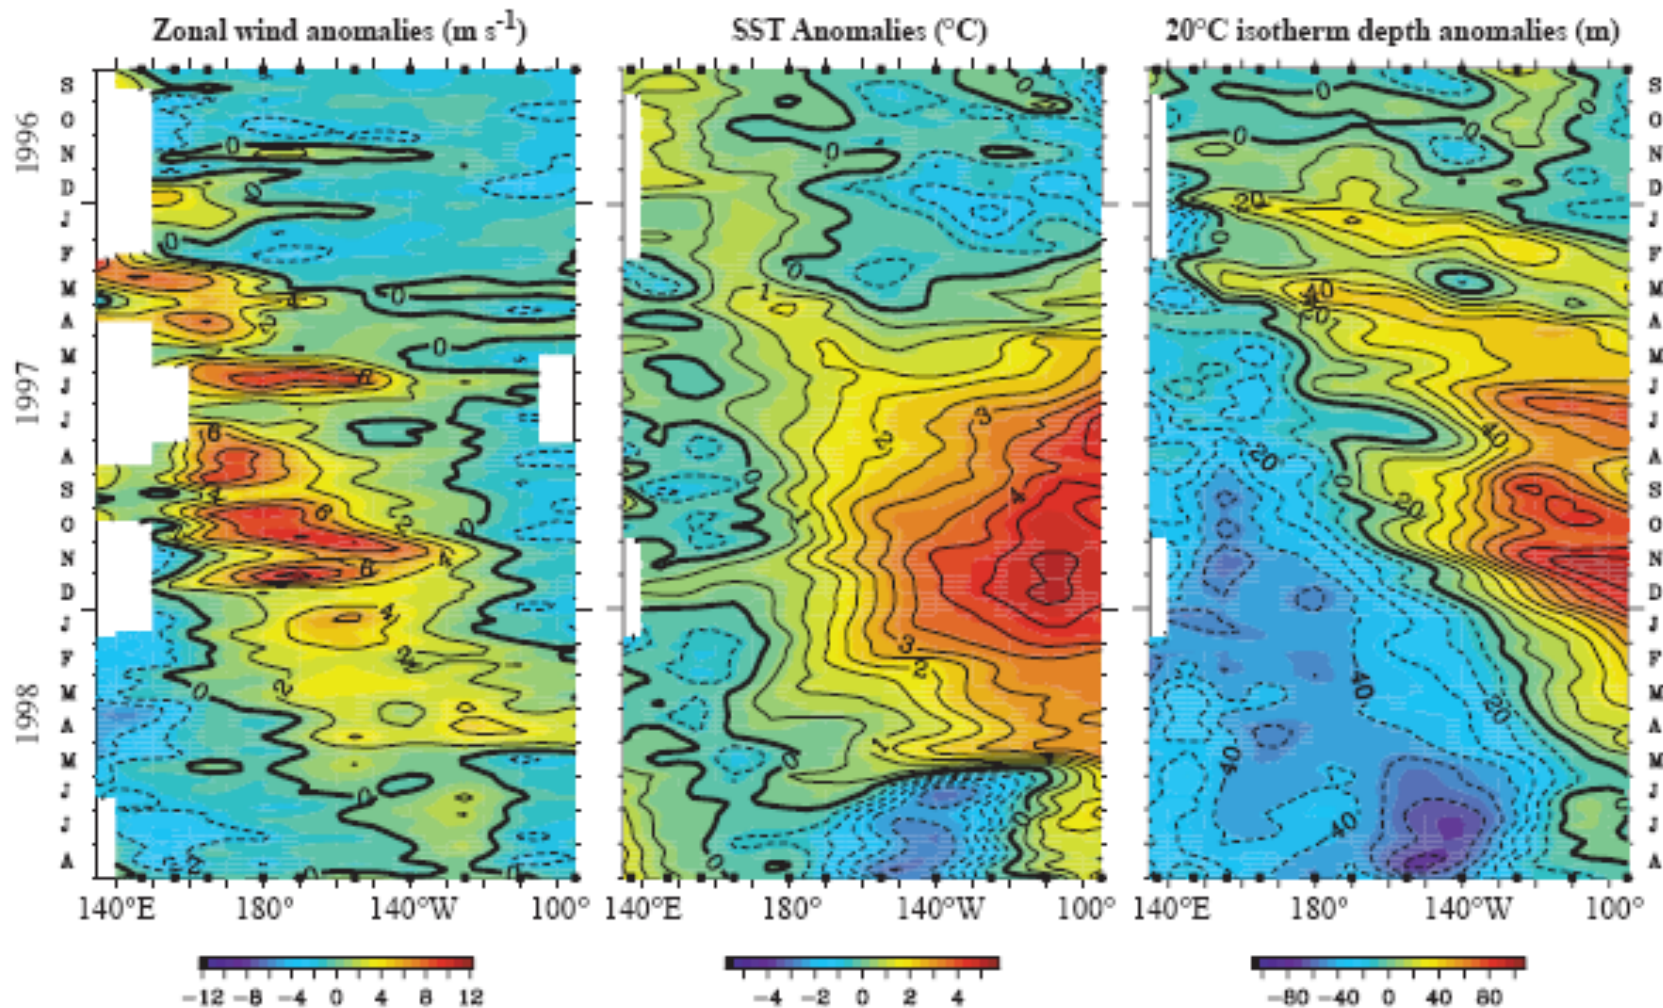 Zonal wind anomalies (m s-1)
SST Anomalies (°C)
20°C isotherm depth anomalies (m)
1996
1997
1998
S
O
N
D
J
F
M
A
M
J
J
A
S
O
N
D
J
F
M
A
M
J
J
A
S
O
N
D
J
F
M
A
M
J
J
A
S
O
N
D
J
F
M
A
M
J
J
A
140°E 180° 140°W 100°
140°E 180° 140°W 100°
140°E 180° 140°W 100°
-12 -8 -4 0 4 8 12
-4 -2 0 2 4
-80 -40 0 40 80